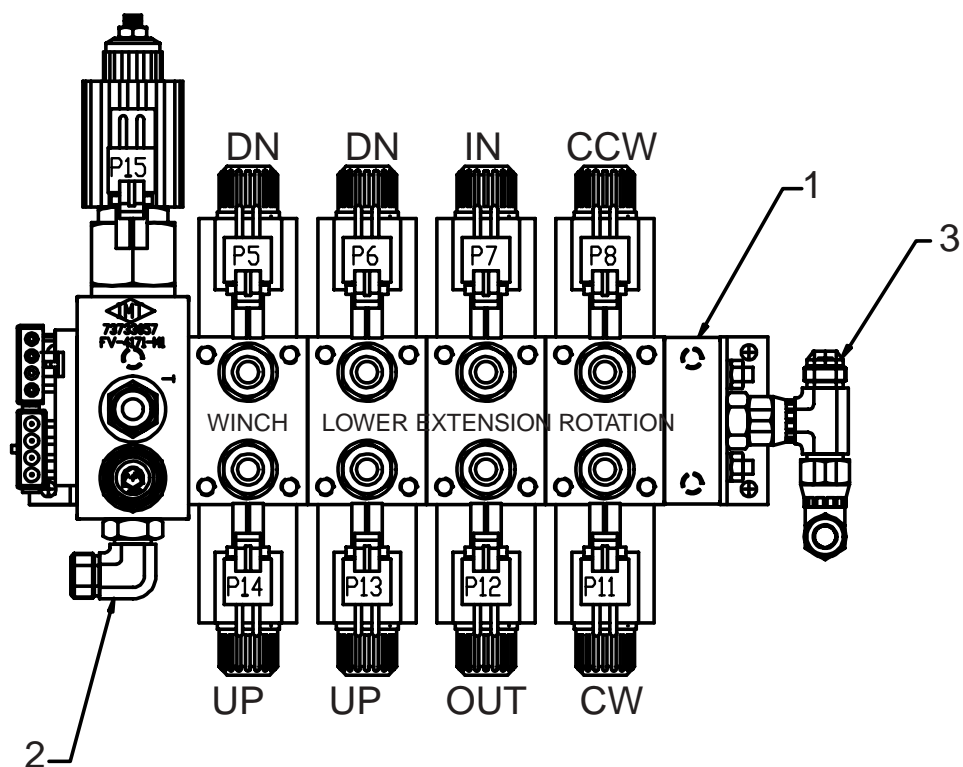 DN DN IN CCW
P15
1
3
P5 P6 P7 P8
M
73733657
FV-4171-M1
T
WINCH LOWER EXTENSION ROTATION
P14 P13 P12 P11
UP UP OUT CW
2